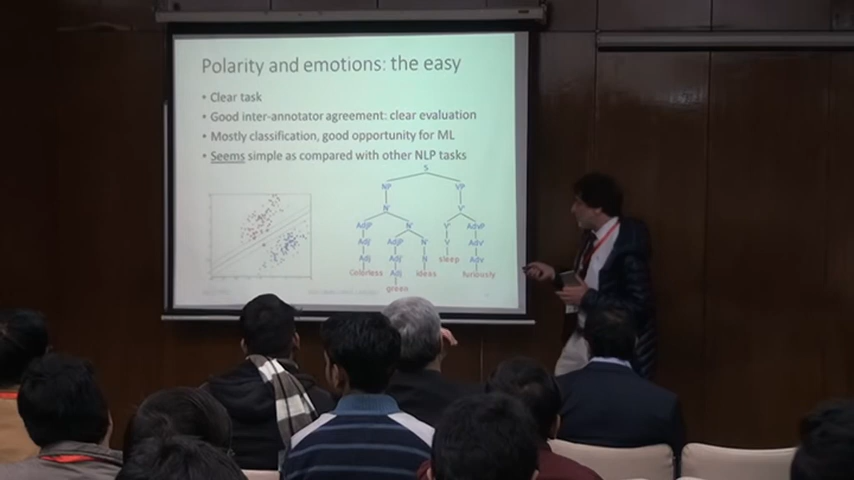 Polarity and emotions: the easy
• Clear task
• Good inter-annotator agreement: clear evaluation
• Mostly classification, good opportunity for ML
• Seems simple as compared with other NLP tasks
S
NP VP
N' V'
AdjP N' V' AdvP
Adj' AdjP N' V Adv'
Adj Adj' N sleep Adv
Colorless Adj ideas furiously
green